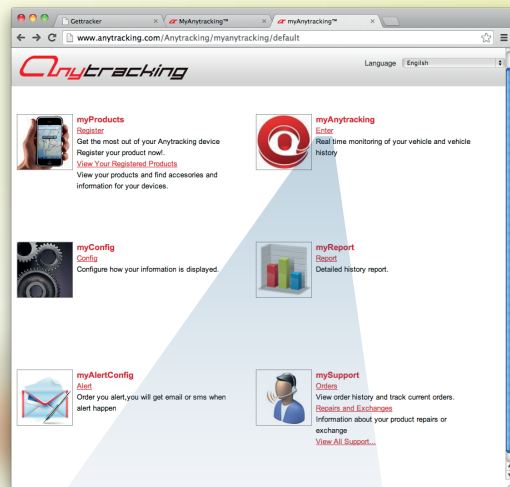 Gettracker
MyAnytracking™
myAnytracking™
www.anytracking.com/Anytracking/myanytracking/default
Anytracking
Language Engilsh
myProducts
Register
Get the most out of your Anytracking device
Register your product now!.
View Your Registered Products
View your products and find accesories and
information for your devices.
myAnytracking
Enter
Real time monitoring of your vehicle and vehicle
history
myConfig
Config
Configure how your information is displayed.
myReport
Report
Detailed history report.
myAlertConfig
Alert
Order you alert,you will get email or sms when
alert happen
mySupport
Orders
View order history and track current orders.
Repairs and Exchanges
Information about your product repairs or
exchange
View All Support...